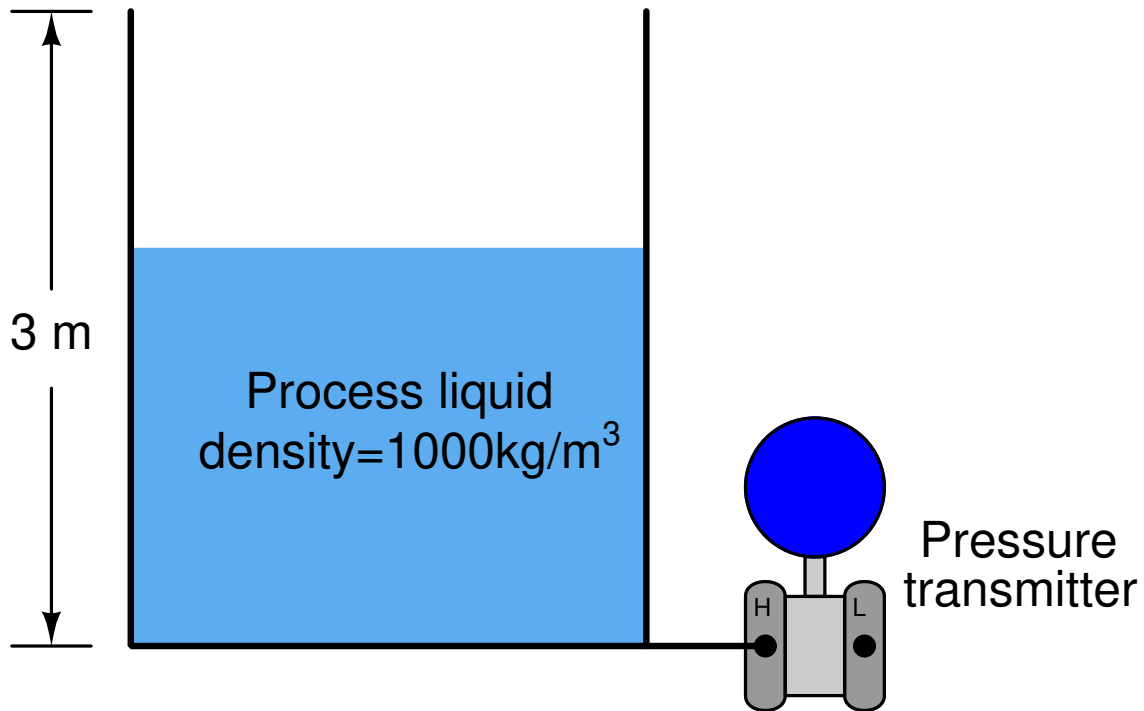 3 m
Process liquid
density=1000kg/m³
Pressure
transmitter
H L